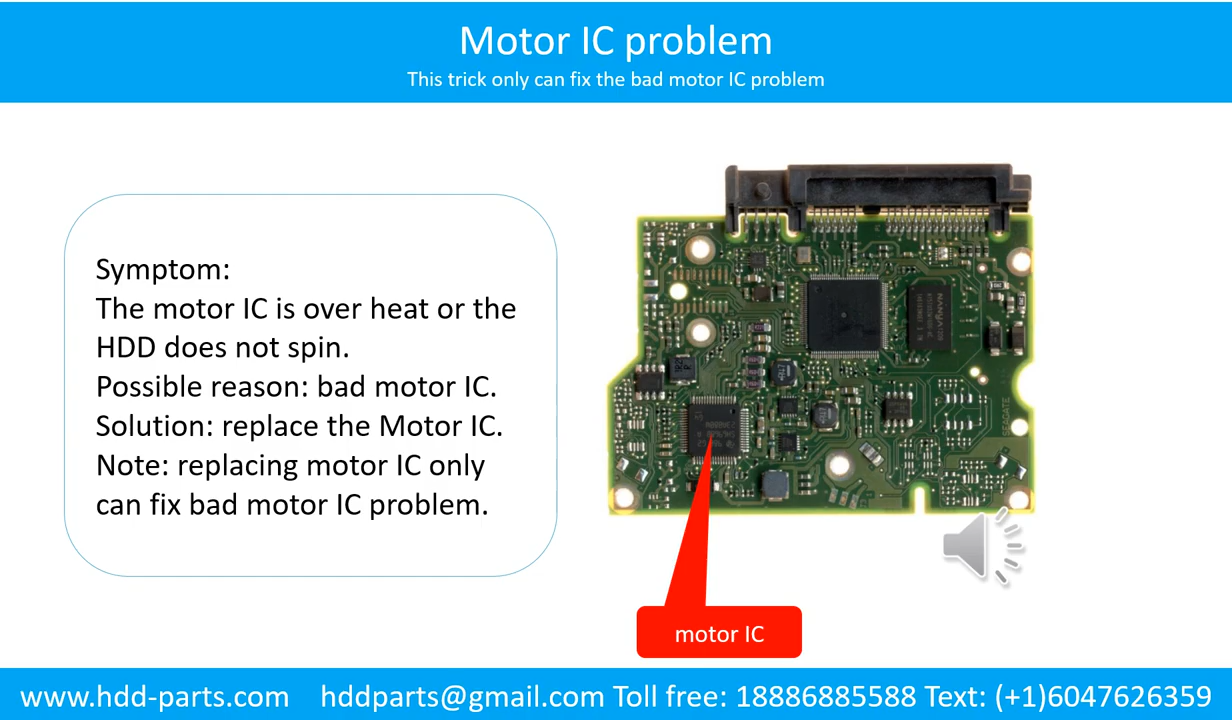 Motor IC problem
This trick only can fix the bad motor IC problem
Symptom:
The motor IC is over heat or the
HDD does not spin.
Possible reason: bad motor IC.
Solution: replace the Motor IC.
Note: replacing motor IC only
can fix bad motor IC problem.
NANYA
SEAGATE
motor IC
www.hdd-parts.com hddparts@gmail.com Toll free: 18886885588 Text: (+1)6047626359